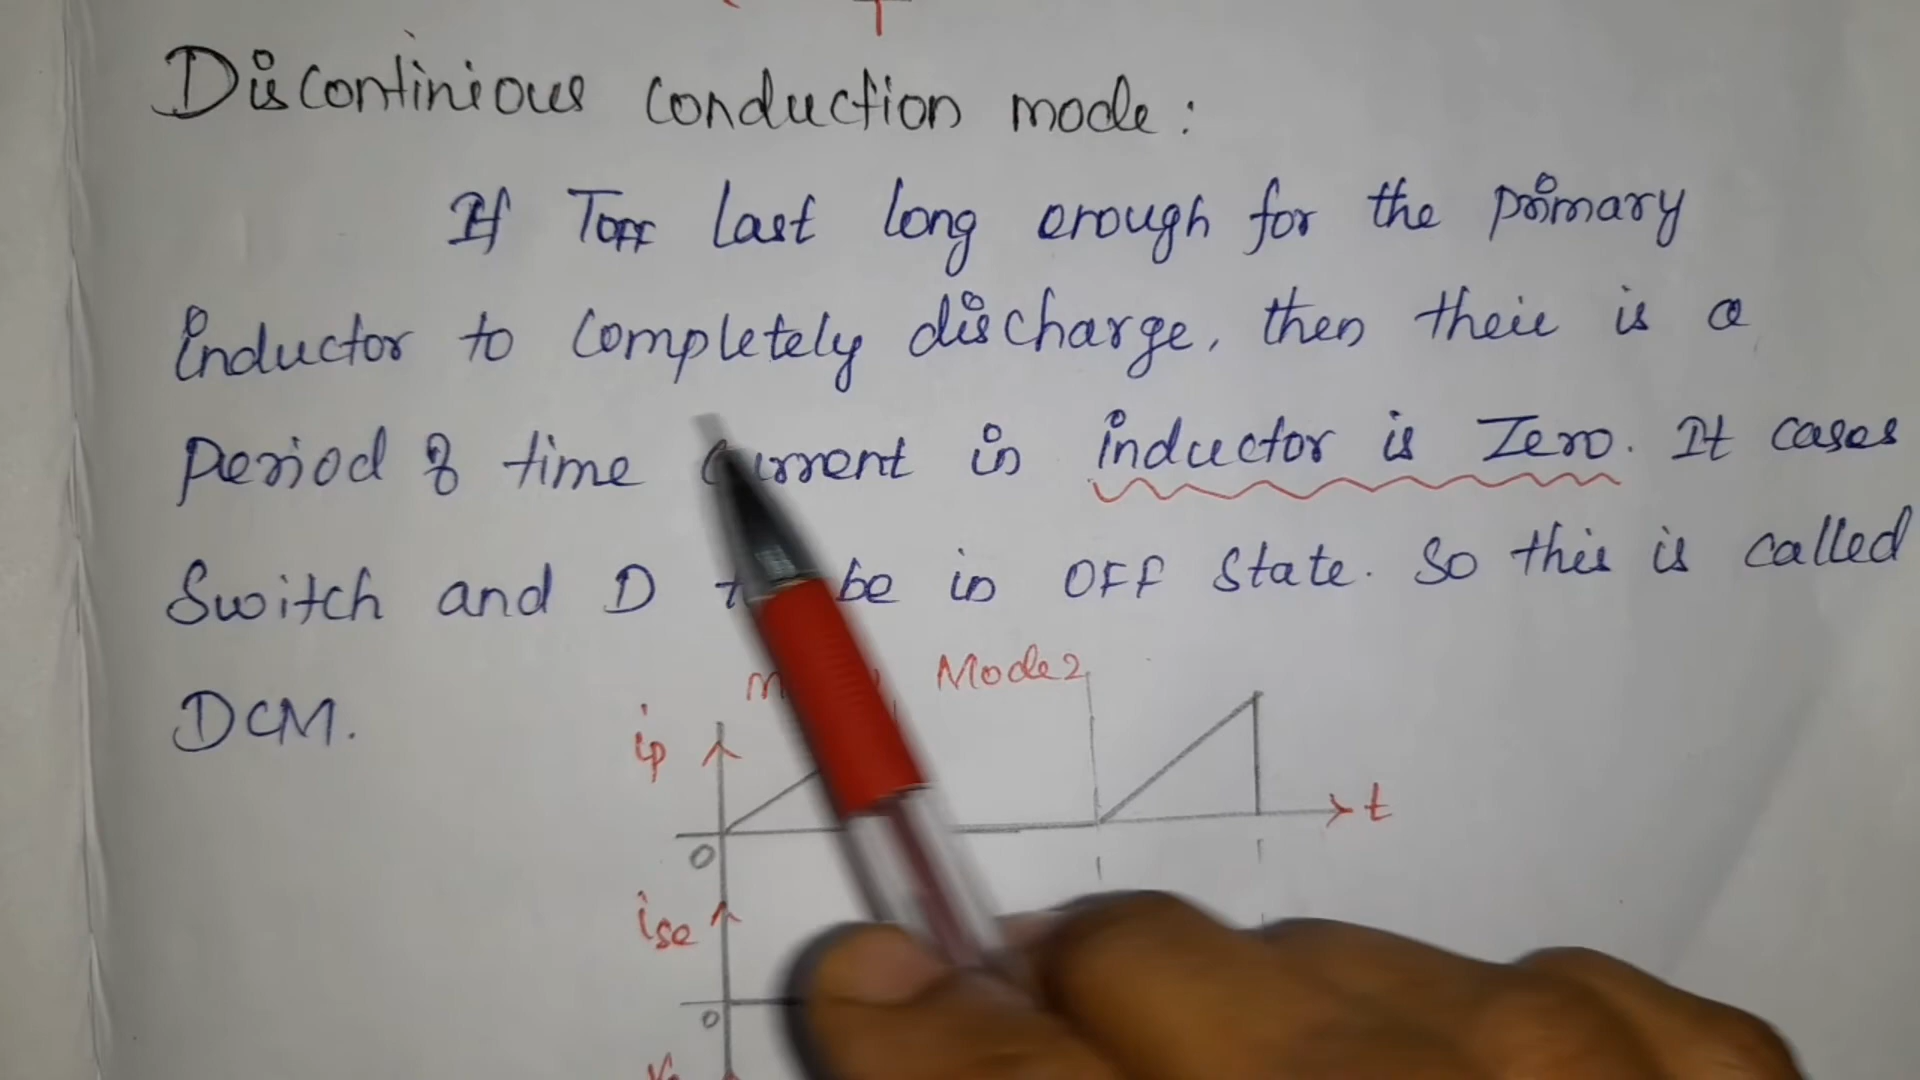 Discontinious conduction mode:
If TOFF last long enough for the primary
inductor to completely discharge, then their is a
Period of time current in inductor is Zero. It cases
Switch and D be in OFF State. So this is called
DCM.
Mode2
ip
t
0
ise
0